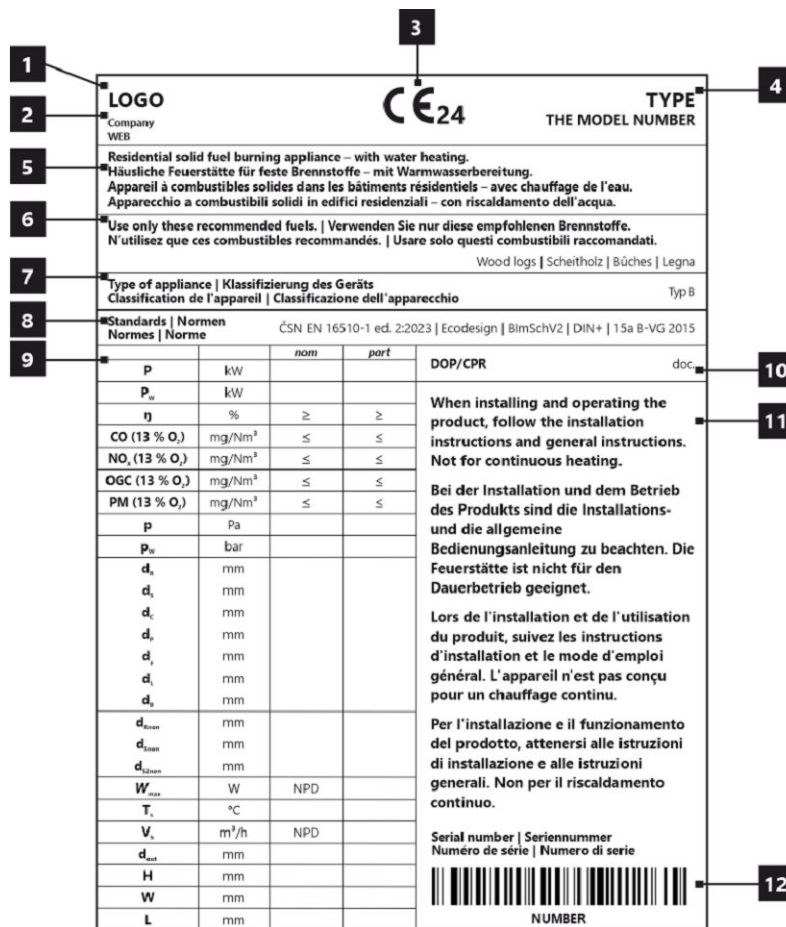 3
1
LOGO
CE24
TYPE
4
2
Company
THE MODEL NUMBER
WEB
5
Residential solid fuel burning appliance – with water heating.
Häusliche Feuerstätte für feste Brennstoffe – mit Warmwasserbereitung.
Appareil à combustibles solides dans les bâtiments résidentiels – avec chauffage de l'eau.
Apparecchio a combustibili solidi in edifici residenziali – con riscaldamento dell'acqua.
6
Use only these recommended fuels. | Verwenden Sie nur diese empfohlenen Brennstoffe.
N'utilisez que ces combustibles recommandés. | Usare solo questi combustibili raccomandati.
Wood logs | Scheitholz | Bûches | Legna
7
Type of appliance | Klassifizierung des Geräts
Classification de l'appareil | Classificazione dell'apparecchio
Typ B
8
Standards | Normen
Normes | Norme
ČSN EN 16510-1 ed. 2:2023 | Ecodesign | BImSchV2 | DIN+ | 15a B-VG 2015
9
nom part
P kW
Pw kW
η % ≥ ≥
CO (13 % O₂) mg/Nm³ ≤ ≤
NOₓ (13 % O₂) mg/Nm³ ≤ ≤
OGC (13 % O₂) mg/Nm³ ≤ ≤
PM (13 % O₂) mg/Nm³ ≤ ≤
p Pa
pw bar
dR mm
dS mm
dC mm
dP mm
d mm
dL mm
dB mm
dRnon mm
dSnon mm
dS2non mm
Wmax W NPD
Ts °C
Vh m³/h NPD
dout mm
H mm
W mm
L mm
DOP/CPR doc.
10
11
When installing and operating the
product, follow the installation
instructions and general instructions.
Not for continuous heating.
Bei der Installation und dem Betrieb
des Produkts sind die Installations-
und die allgemeine
Bedienungsanleitung zu beachten. Die
Feuerstätte ist nicht für den
Dauerbetrieb geeignet.
Lors de l'installation et de l'utilisation
du produit, suivez les instructions
d'installation et le mode d'emploi
général. L'appareil n'est pas conçu
pour un chauffage continu.
Per l'installazione e il funzionamento
del prodotto, attenersi alle istruzioni
di installazione e alle istruzioni
generali. Non per il riscaldamento
continuo.
Serial number | Seriennummer
Numéro de série | Numero di serie
12
NUMBER